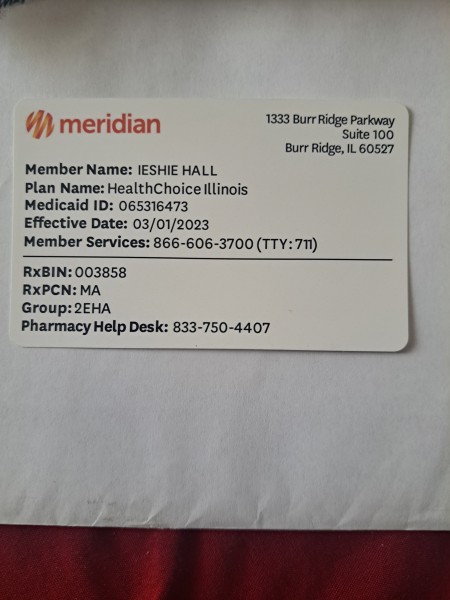 meridian
1333 Burr Ridge Parkway
Suite 100
Burr Ridge, IL 60527
Member Name: IESHIE HALL
Plan Name: HealthChoice Illinois
Medicaid ID: 065316473
Effective Date: 03/01/2023
Member Services: 866-606-3700 (TTY: 711)
RxBIN: 003858
RxPCN: MA
Group: 2EHA
Pharmacy Help Desk: 833-750-4407